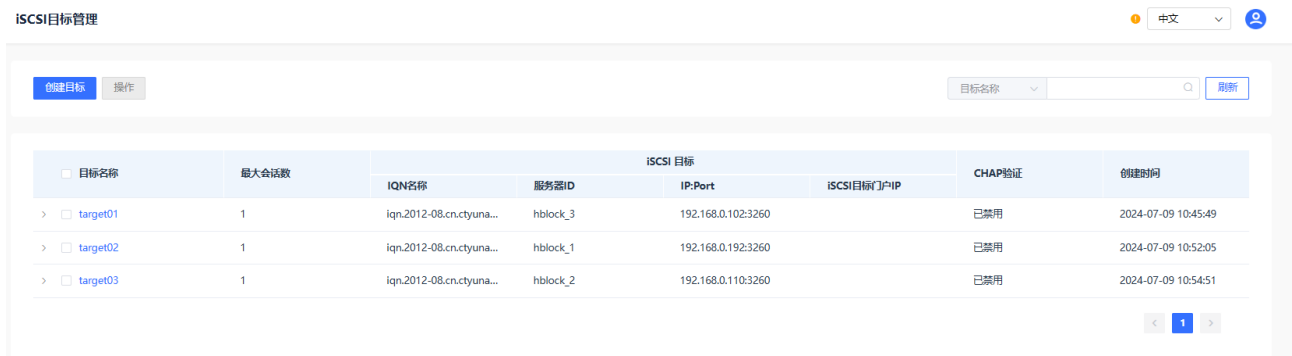 iSCSI目标管理
中文
创建目标 操作 目标名称 刷新
iSCSI 目标
目标名称 最大会话数 CHAP验证 创建时间
IQN名称 服务器ID IP:Port iSCSI目标门户IP
target01 1 iqn.2012-08.cn.ctyuna... hblock_3 192.168.0.102:3260 已禁用 2024-07-09 10:45:49
target02 1 iqn.2012-08.cn.ctyuna... hblock_1 192.168.0.192:3260 已禁用 2024-07-09 10:52:05
target03 1 iqn.2012-08.cn.ctyuna... hblock_2 192.168.0.110:3260 已禁用 2024-07-09 10:54:51
1